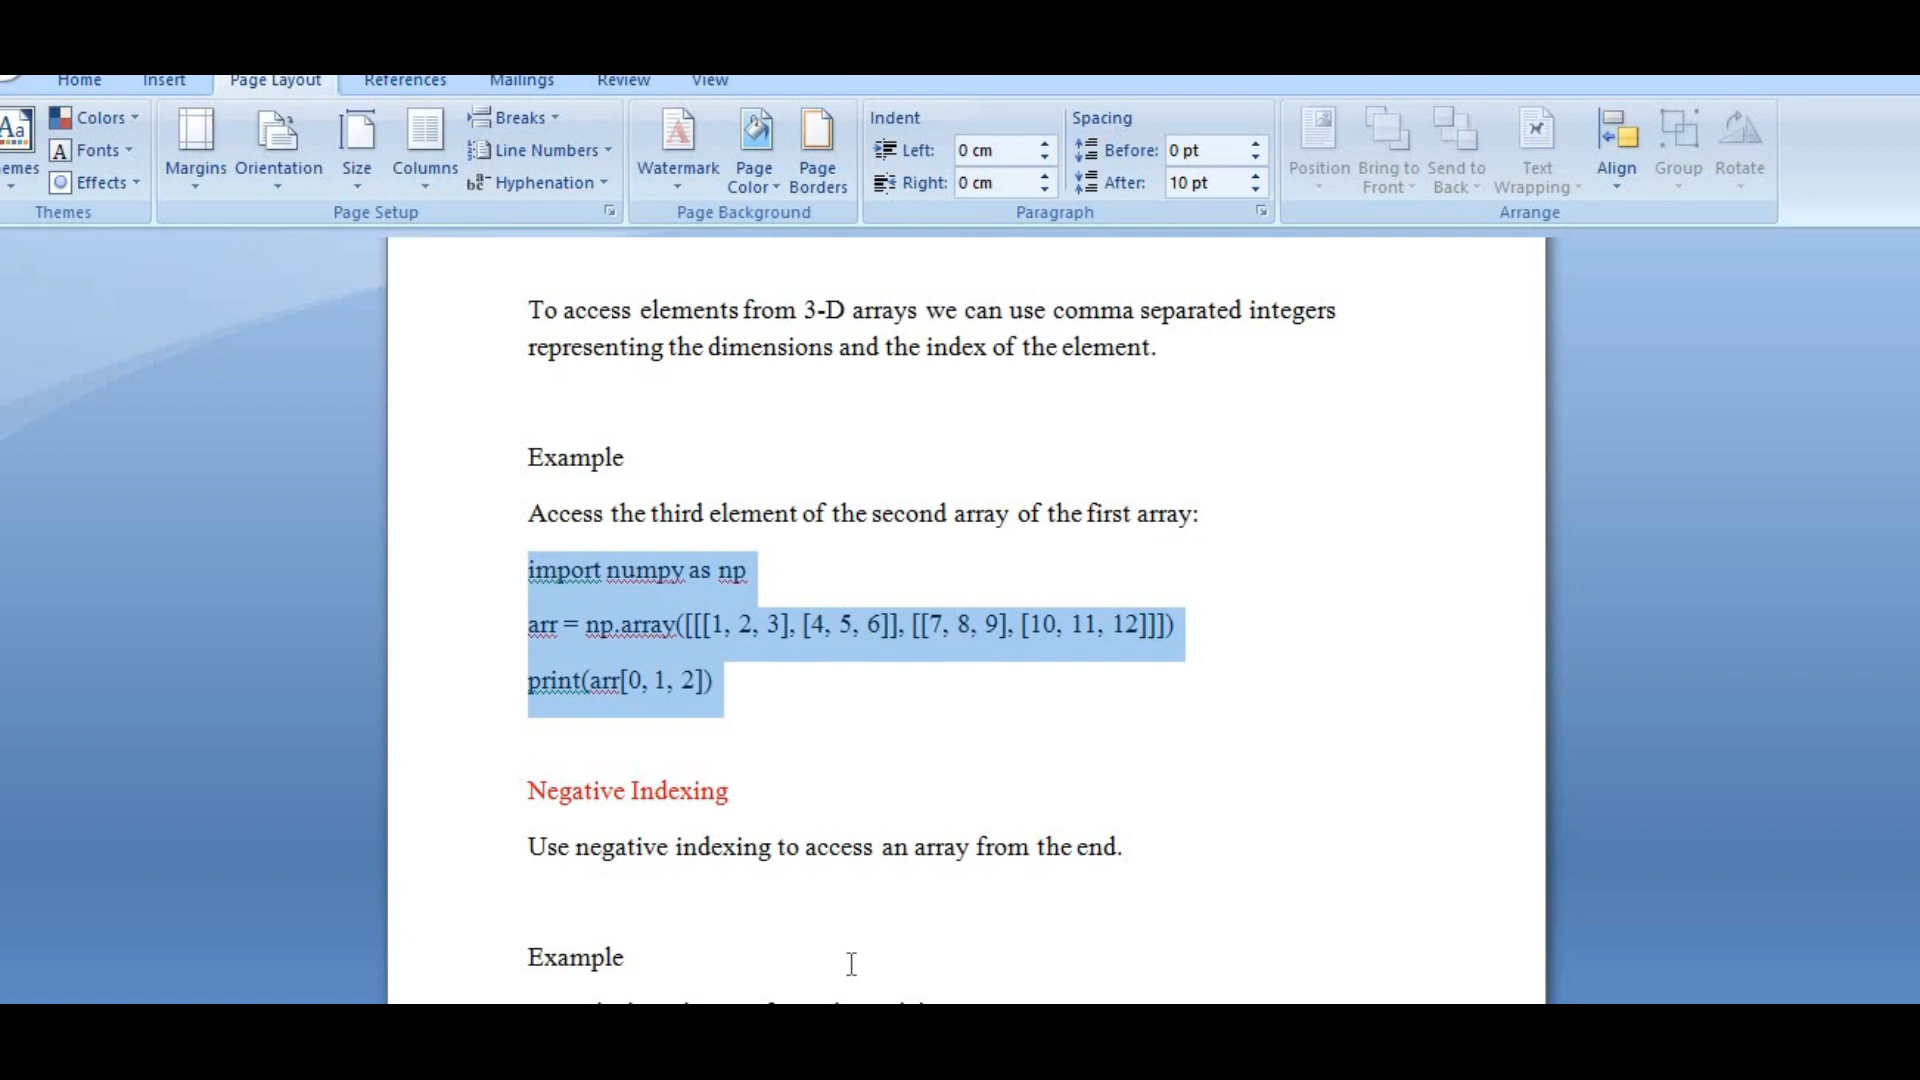 Home Insert Page Layout References Mailings Review View
Colors Breaks Indent Spacing
Fonts Line Numbers Left: 0 cm Before: 0 pt
Effects Hyphenation Right: 0 cm After: 10 pt
Margins Orientation Size Columns Watermark Page Color Page Borders Position Bring to Front Send to Back Text Wrapping Align Group Rotate
Themes Page Setup Page Background Paragraph Arrange
To access elements from 3-D arrays we can use comma separated integers
representing the dimensions and the index of the element.
Example
Access the third element of the second array of the first array:
import numpy as np
arr = np.array([[[1, 2, 3], [4, 5, 6]], [[7, 8, 9], [10, 11, 12]]])
print(arr[0, 1, 2])
Negative Indexing
Use negative indexing to access an array from the end.
Example